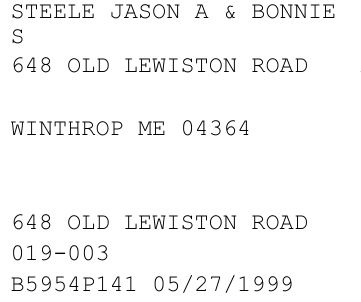 STEELE JASON A & BONNIE
S
648 OLD LEWISTON ROAD
WINTHROP ME 04364
648 OLD LEWISTON ROAD
019-003
B5954P141 05/27/1999